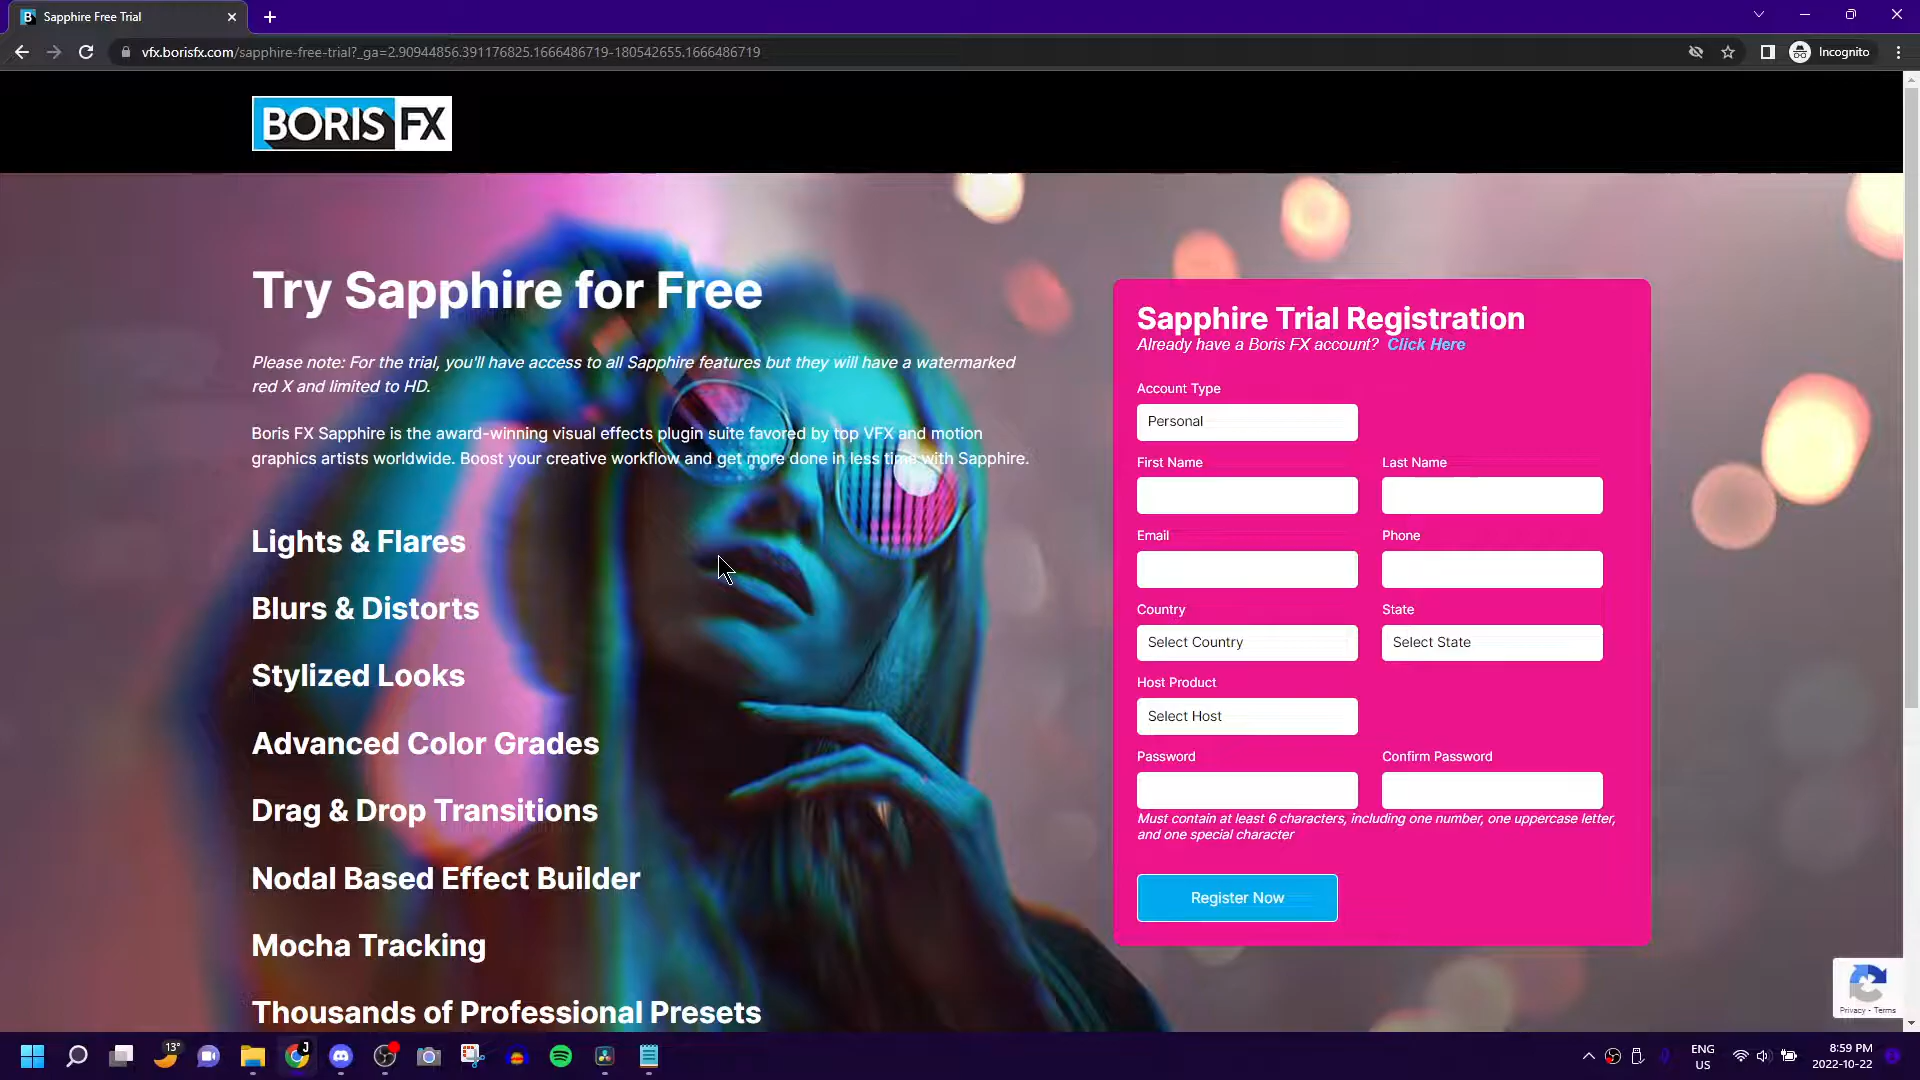 Sapphire Free Trial
vfx.borisfx.com/sapphire-free-trial?_ga=2.90944856.391176825.1666486719-180542655.1666486719
Incognito
BORIS FX
Try Sapphire for Free
Please note: For the trial, you'll have access to all Sapphire features but they will have a watermarked
red X and limited to HD.
Boris FX Sapphire is the award-winning visual effects plugin suite favored by top VFX and motion
graphics artists worldwide. Boost your creative workflow and get more done in less time with Sapphire.
Lights & Flares
Blurs & Distorts
Stylized Looks
Advanced Color Grades
Drag & Drop Transitions
Nodal Based Effect Builder
Mocha Tracking
Thousands of Professional Presets
Sapphire Trial Registration
Already have a Boris FX account? Click Here
Account Type
Personal
First Name
Last Name
Email
Phone
Country
State
Select Country
Select State
Host Product
Select Host
Password
Confirm Password
Must contain at least 6 characters, including one number, one uppercase letter,
and one special character
Register Now
Privacy - Terms
13°
J
ENG
US
8:59 PM
2022-10-22